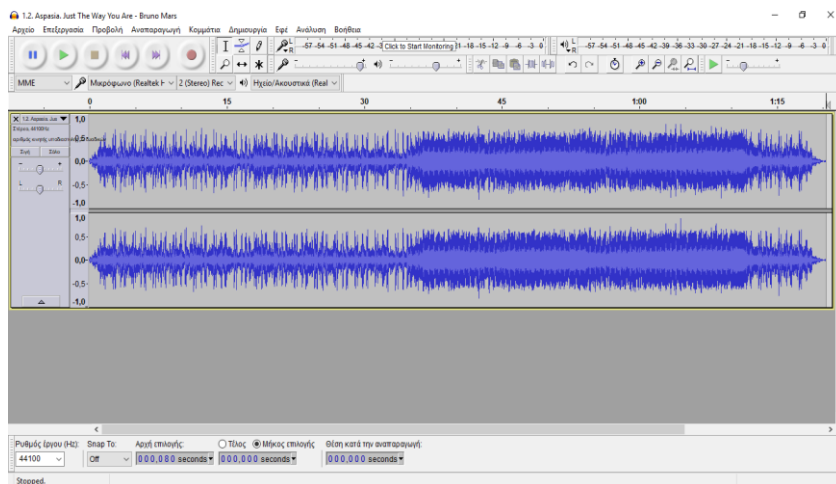 1.2. Aspasia. Just The Way You Are - Bruno Mars
Αρχείο Επεξεργασία Προβολή Αναπαραγωγή Κομμάτια Δημιουργία Εφέ Ανάλυση Βοήθεια
L R -57 -54 -51 -48 -45 -42 -3 Click to Start Monitoring -18 -15 -12 -9 -6 -3 0 L R -57 -54 -51 -48 -45 -42 -39 -36 -33 -30 -27 -24 -21 -18 -15 -12 -9 -6 -3 0
MME Μικρόφωνο (Realtek H 2 (Stereo) Rec Ηχείο/Ακουστικά (Real
0 15 30 45 1:00 1:15
1.2. Aspasia. Jus 1,0
Στέρεο, 44100Hz
0,5
Σιγή Σόλο
- + 0,0
L R -0,5
-1,0
1,0
0,5
0,0
-0,5
-1,0
Ρυθμός έργου (Hz): Snap To: Αρχή επιλογής: Τέλος Μήκος επιλογής Θέση κατά την αναπαραγωγή:
44100 Off 000,080 seconds 000,000 seconds 000,000 seconds
Stopped.